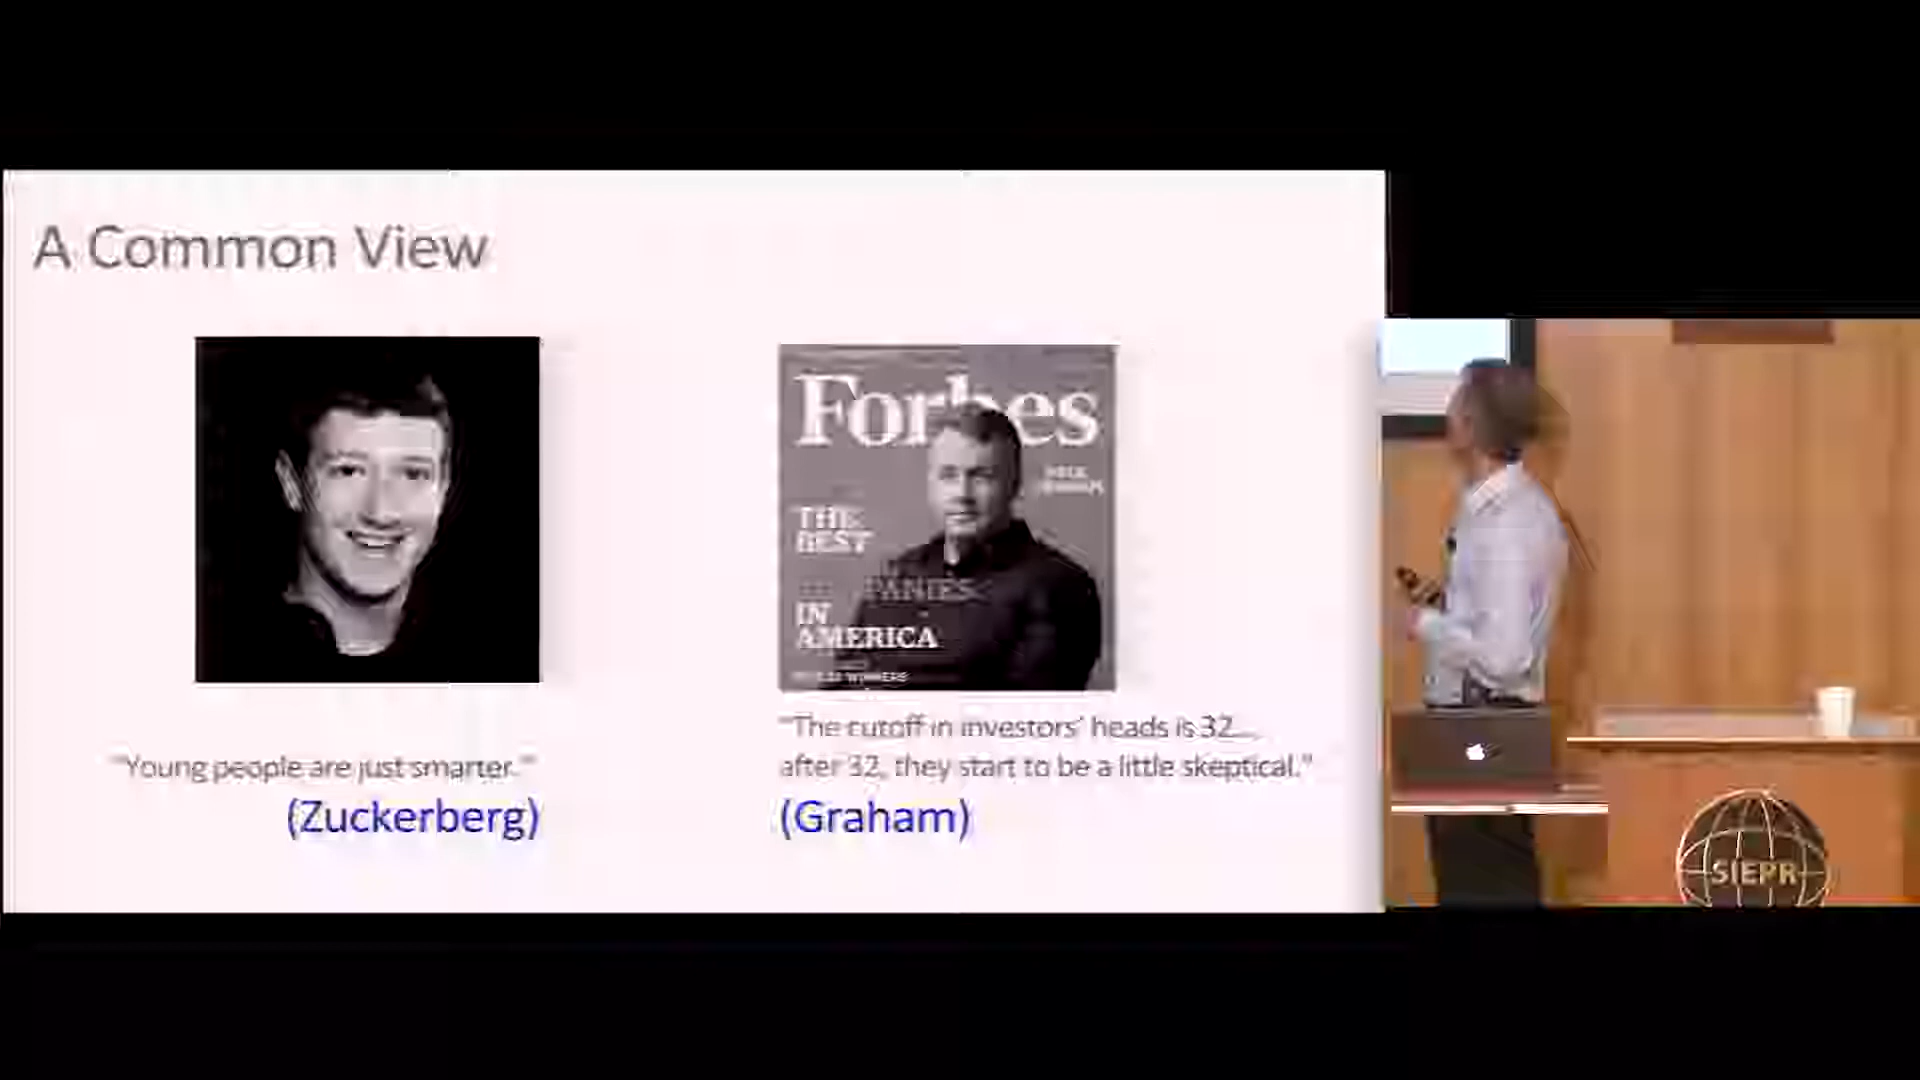 A Common View
Forbes
THE
BEST
PANIES
IN
AMERICA
"Young people are just smarter."
(Zuckerberg)
"The cutoff in investors' heads is 32...
after 32, they start to be a little skeptical."
(Graham)
SIEPR